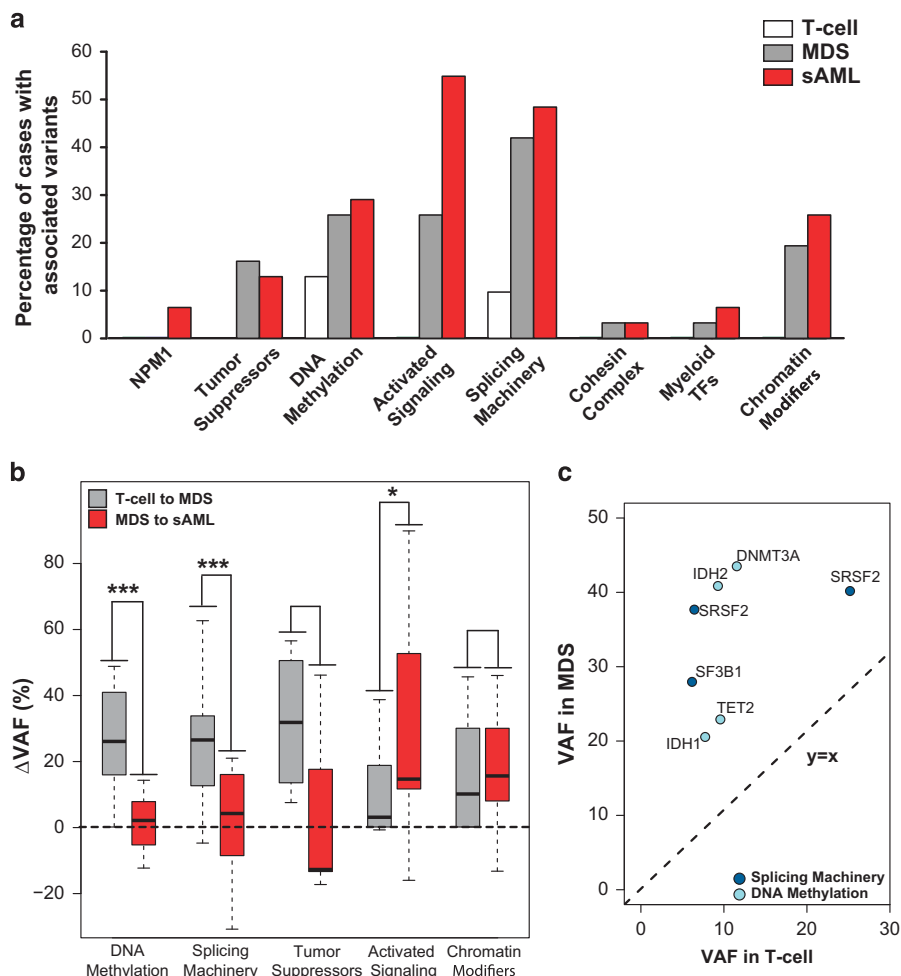 a
T-cell
MDS
sAML
Percentage of cases with
associated variants
60
50
40
30
20
10
0
NPM1
Tumor
Suppressors
DNA
Methylation
Activated
Signaling
Splicing
Machinery
Cohesin
Complex
Myeloid
TFs
Chromatin
Modifiers
b
T-cell to MDS
MDS to sAML
ΔVAF (%)
80
60
40
20
0
−20
***
***
*
DNA
Methylation
Splicing
Machinery
Tumor
Suppressors
Activated
Signaling
Chromatin
Modifiers
c
VAF in MDS
50
40
30
20
10
0
DNMT3A
IDH2
SRSF2
SRSF2
SF3B1
TET2
IDH1
y=x
Splicing Machinery
DNA Methylation
0 10 20 30
VAF in T-cell